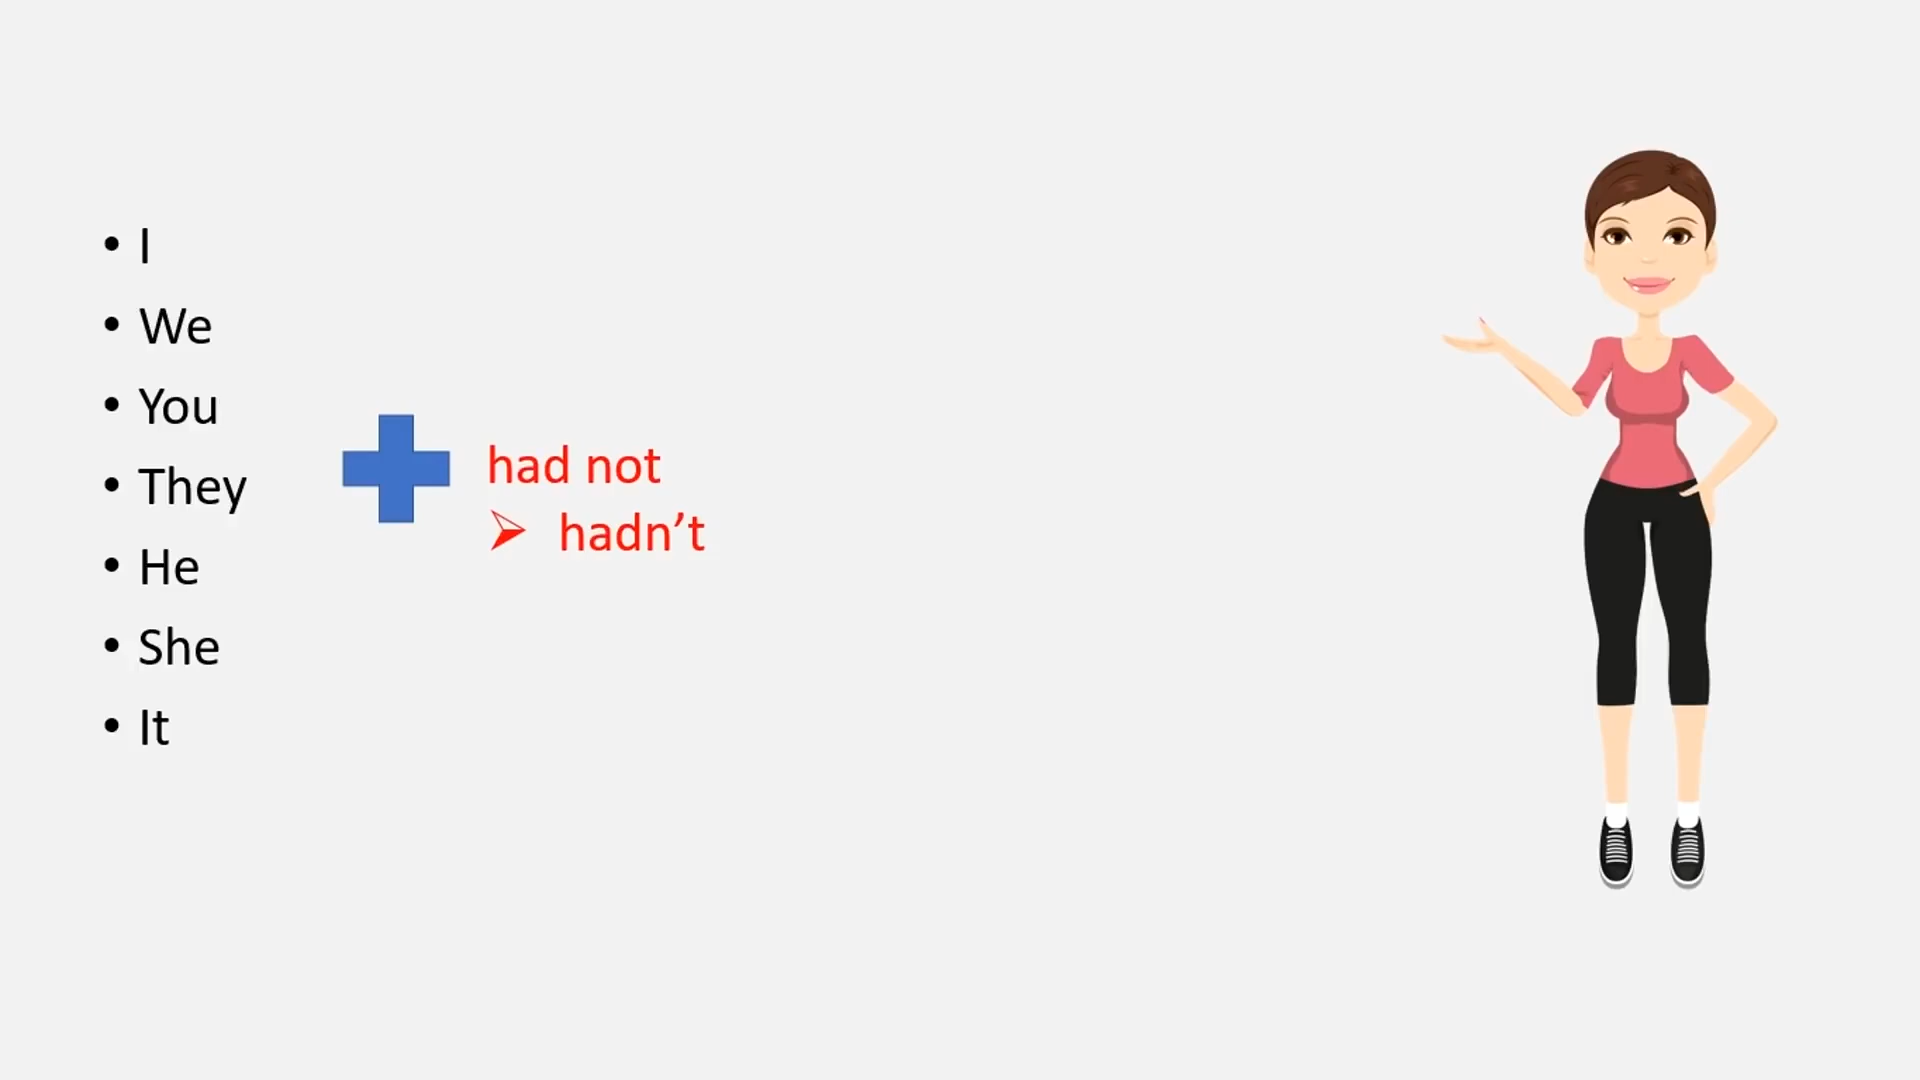 • I
• We
• You
• They
• He
• She
• It
had not
➢ hadn’t